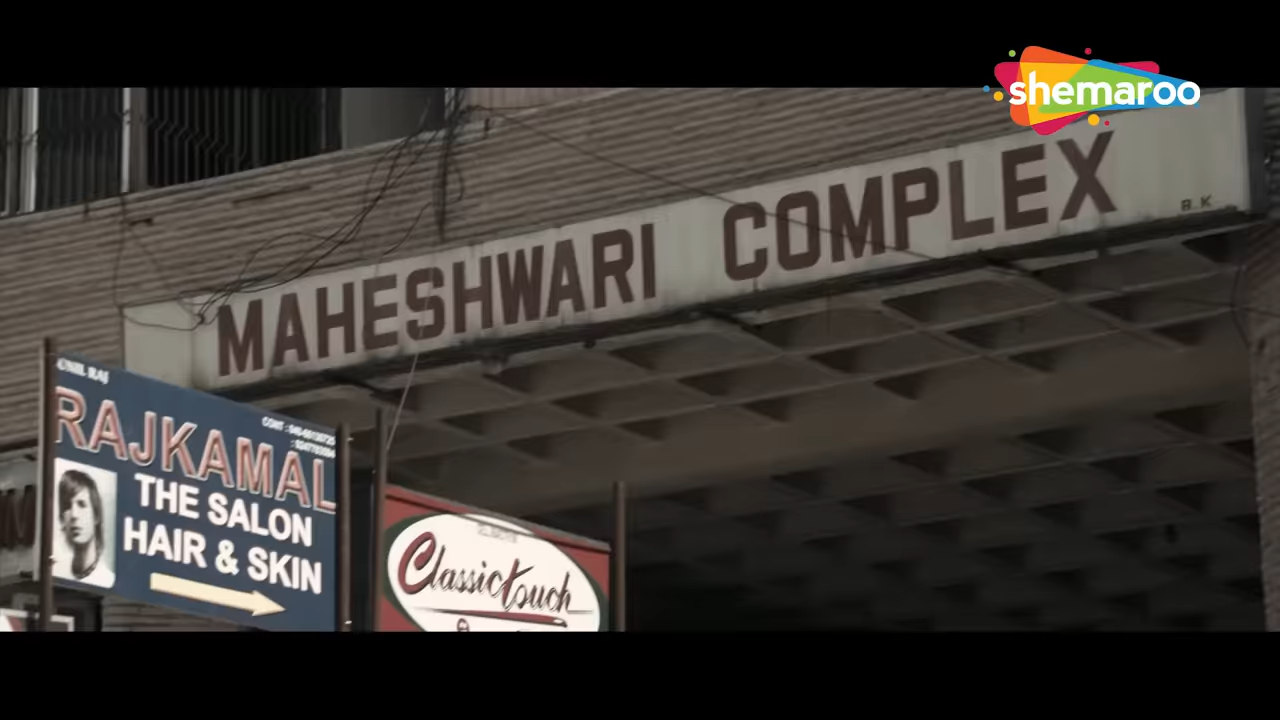 shemaroo
MAHESHWARI COMPLEX
B.K.
RAJKAMAL
THE SALON
HAIR & SKIN
Classic touch